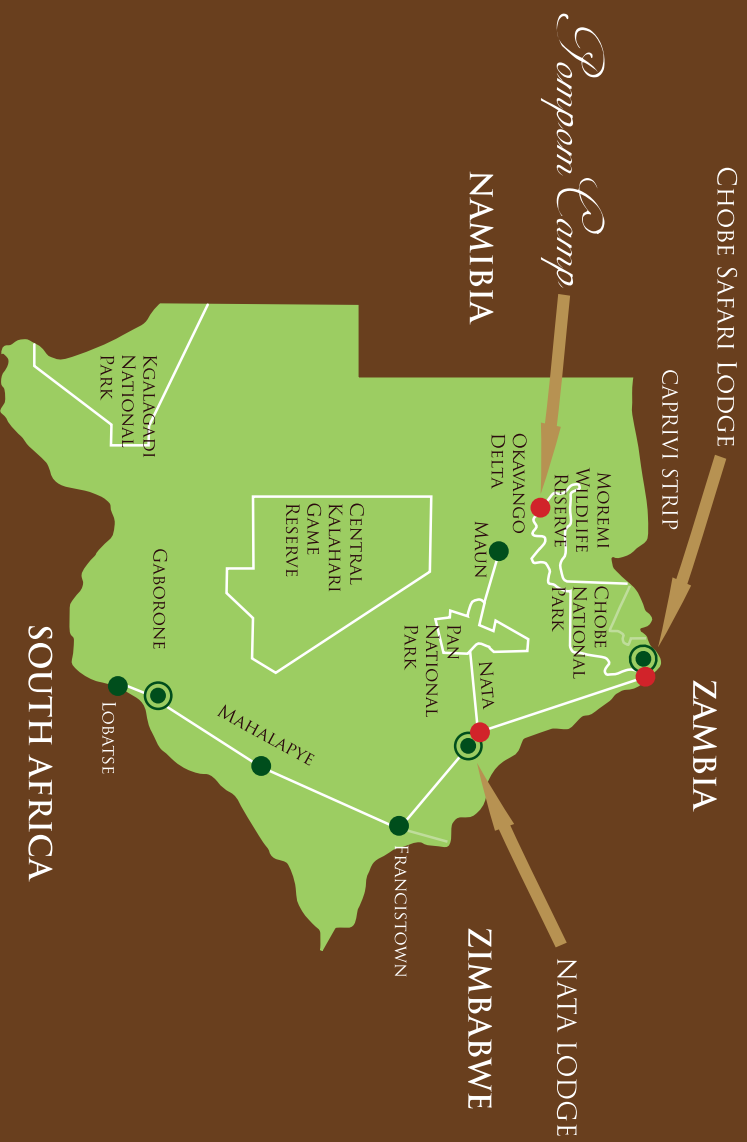 CHOBE SAFARI LODGE
ZAMBIA
CAPRIVI STRIP
Pompom Camp
MOREMI
WILDLIFE
RESERVE
CHOBE
NATIONAL
PARK
NATA LODGE
OKAVANGO
DELTA
NAMIBIA
MAUN
NATA
ZIMBABWE
PAN
NATIONAL
PARK
FRANCISTOWN
CENTRAL
KALAHARI
GAME
RESERVE
MAHALAPYE
GABORONE
KGALAGADI
NATIONAL
PARK
LOBATSE
SOUTH AFRICA